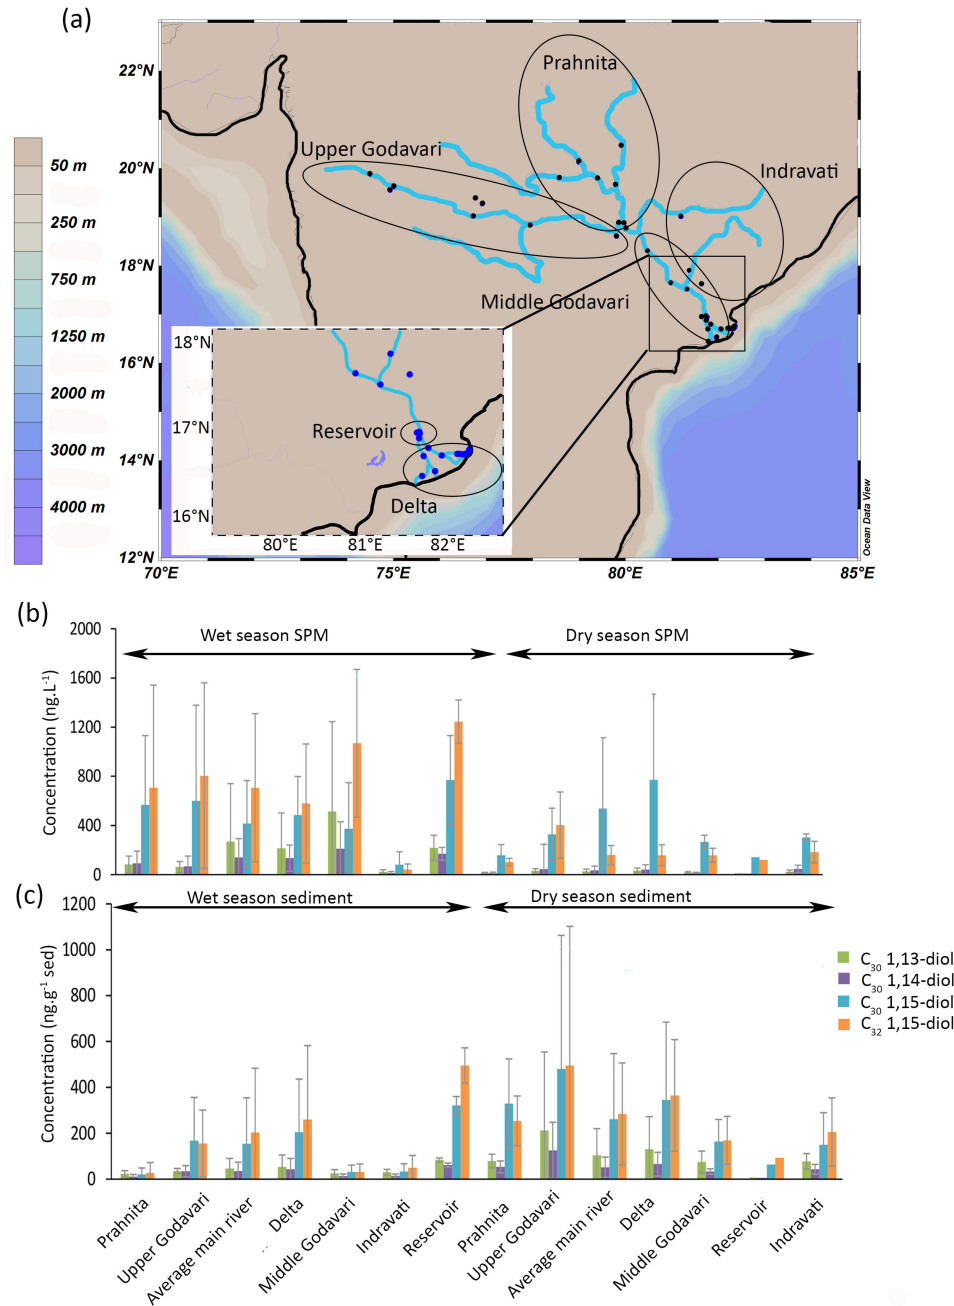 (a)
22°N
20°N
18°N
16°N
14°N
12°N
70°E
75°E
80°E
85°E
50 m
250 m
750 m
1250 m
2000 m
3000 m
4000 m
Prahnita
Upper Godavari
Indravati
Middle Godavari
Ocean Data View
18°N
17°N
16°N
80°E
81°E
82°E
Reservoir
Delta
(b)
Wet season SPM
Dry season SPM
Concentration (ng.L-1)
2000
1600
1200
800
400
0
(c)
Wet season sediment
Dry season sediment
Concentration (ng.g-1 sed)
1200
1000
800
600
400
200
0
C30 1,13-diol
C30 1,14-diol
C30 1,15-diol
C32 1,15-diol
Prahnita
Upper Godavari
Average main river
Delta
Middle Godavari
Indravati
Reservoir
Prahnita
Upper Godavari
Average main river
Delta
Middle Godavari
Reservoir
Indravati